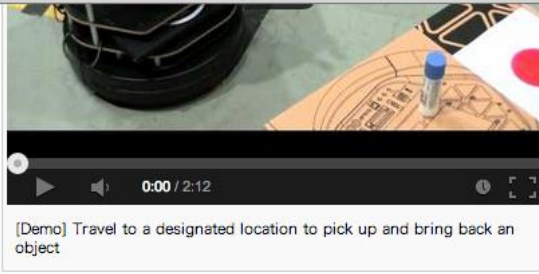 0:00 / 2:12
[Demo] Travel to a designated location to pick up and bring back an
object